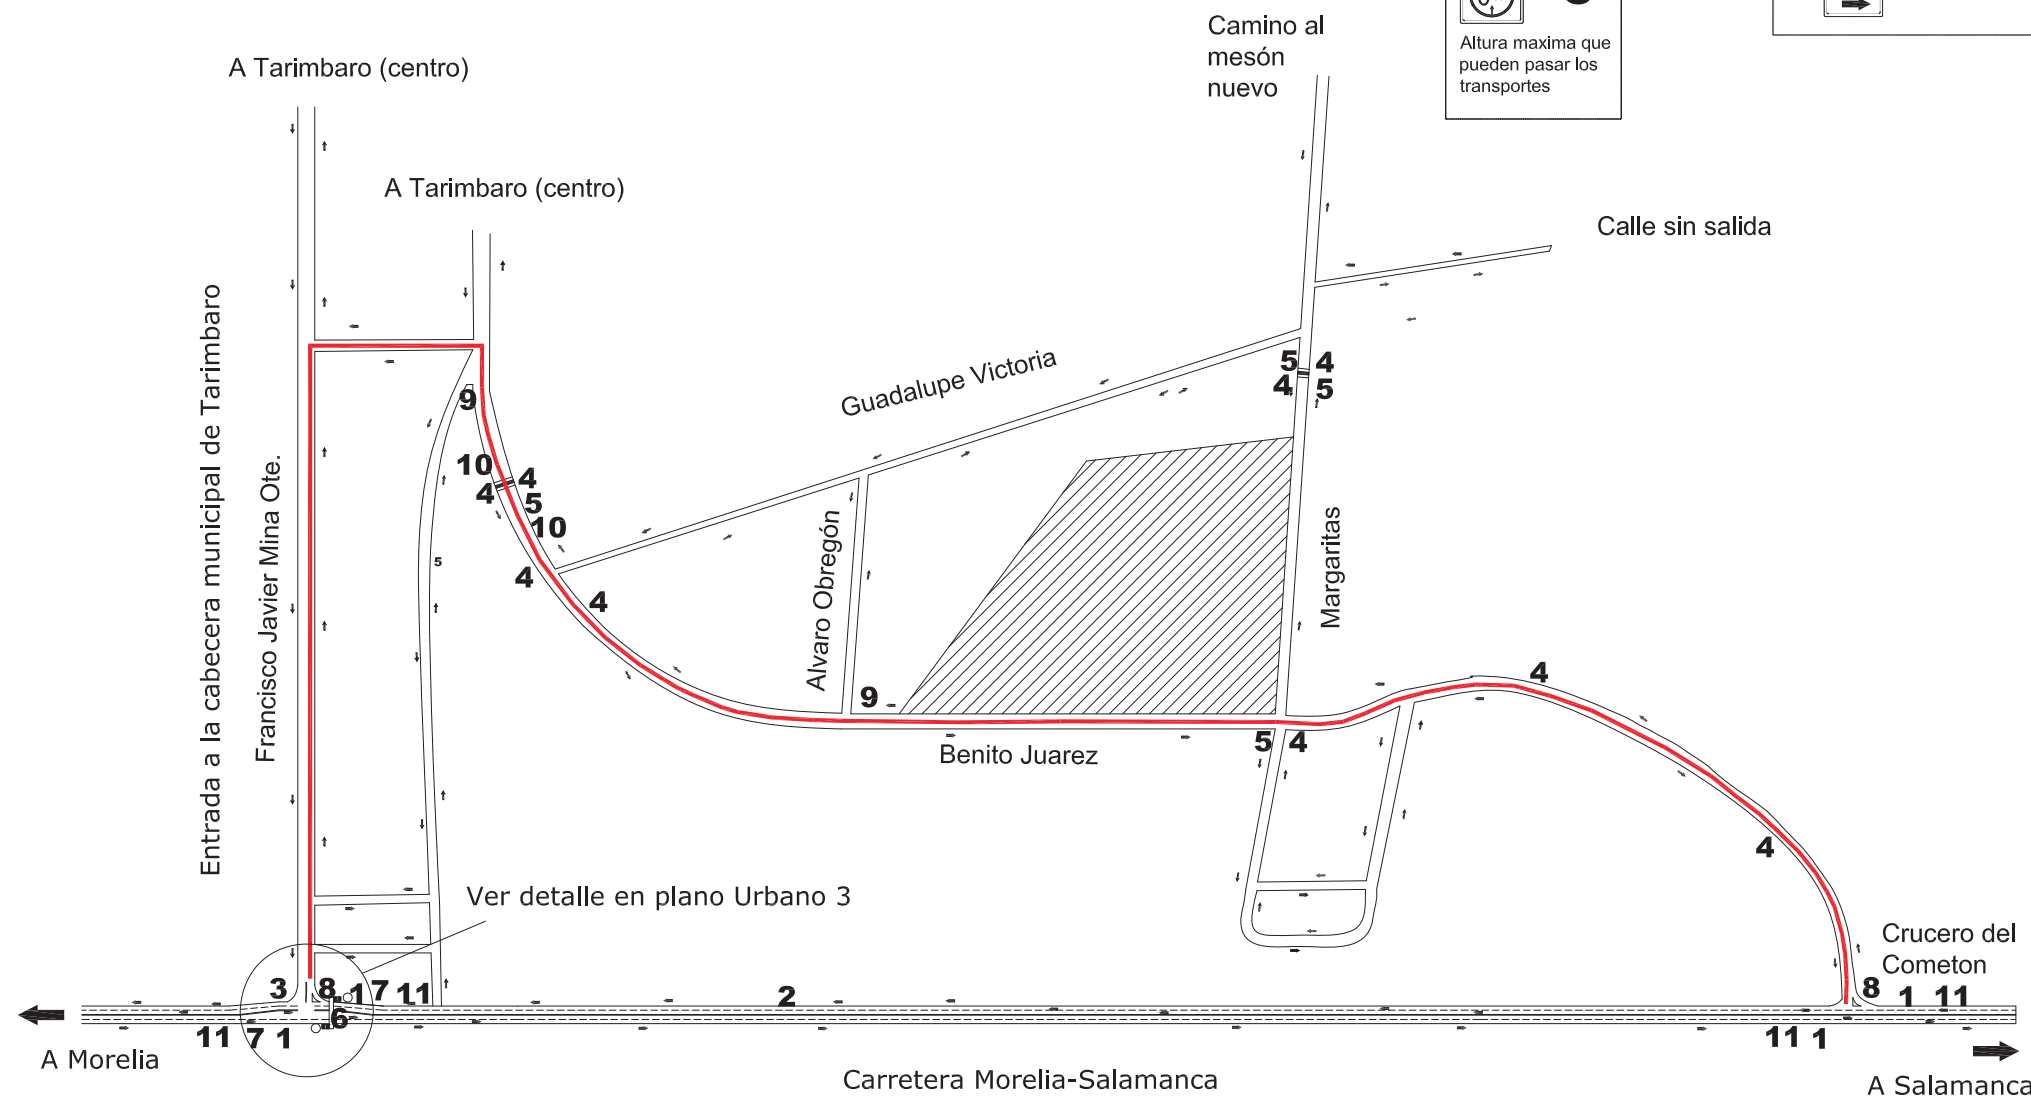 Camino al
mesón
nuevo
Altura maxima que
pueden pasar los
transportes
A Tarimbaro (centro)
A Tarimbaro (centro)
Calle sin salida
Entrada a la cabecera municipal de Tarimbaro
Francisco Javier Mina Ote.
Guadalupe Victoria
5 4
4 5
9
10
4 4
5
10
5
4
4
Alvaro Obregón
Margaritas
9
4
5 4
Benito Juarez
4
Ver detalle en plano Urbano 3
Crucero del
Cometon
3 8 1 7 11
2
8 1 11
6
11 7 1
11 1
A Morelia
Carretera Morelia-Salamanca
A Salamanca